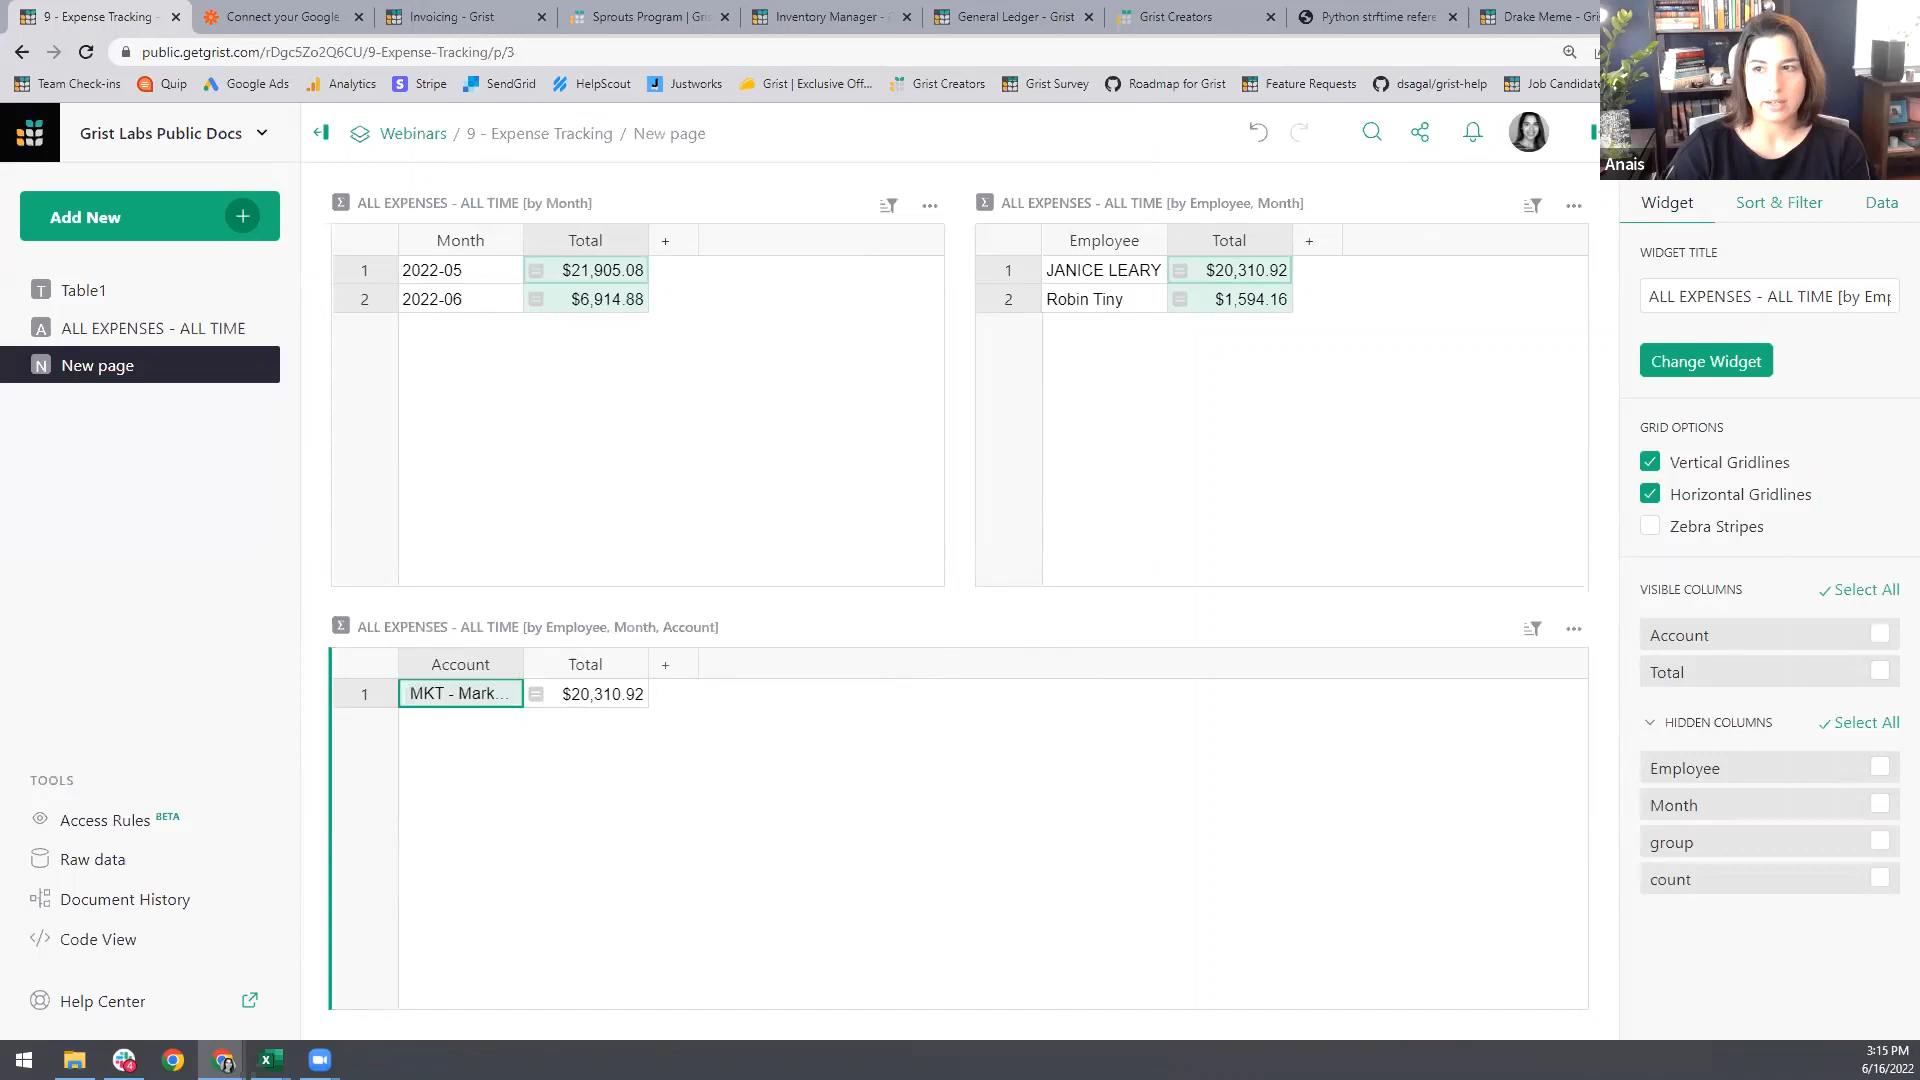 9 - Expense Tracking -
Connect your Google
Invoicing - Grist
Sprouts Program | Gri
Inventory Manager -
General Ledger - Grist
Grist Creators
Python strftime refere
Drake Meme - Gri
public.getgrist.com/rDgc5Zo2Q6CU/9-Expense-Tracking/p/3
Team Check-ins
Quip
Google Ads
Analytics
Stripe
SendGrid
HelpScout
Justworks
Grist | Exclusive Off...
Grist Creators
Grist Survey
Roadmap for Grist
Feature Requests
dsagal/grist-help
Job Candidate
Anais
Grist Labs Public Docs
Webinars / 9 - Expense Tracking / New page
Add New
Table1
ALL EXPENSES - ALL TIME
New page
TOOLS
Access Rules BETA
Raw data
Document History
Code View
Help Center
ALL EXPENSES - ALL TIME [by Month]
Month Total +
1 2022-05 = $21,905.08
2 2022-06 = $6,914.88
ALL EXPENSES - ALL TIME [by Employee, Month]
Employee Total +
1 JANICE LEARY = $20,310.92
2 Robin Tiny = $1,594.16
ALL EXPENSES - ALL TIME [by Employee, Month, Account]
Account Total +
1 MKT - Mark... = $20,310.92
Widget
Sort & Filter
Data
WIDGET TITLE
ALL EXPENSES - ALL TIME [by Emp
Change Widget
GRID OPTIONS
Vertical Gridlines
Horizontal Gridlines
Zebra Stripes
VISIBLE COLUMNS
Select All
Account
Total
HIDDEN COLUMNS
Select All
Employee
Month
group
count
4
3:15 PM
6/16/2022